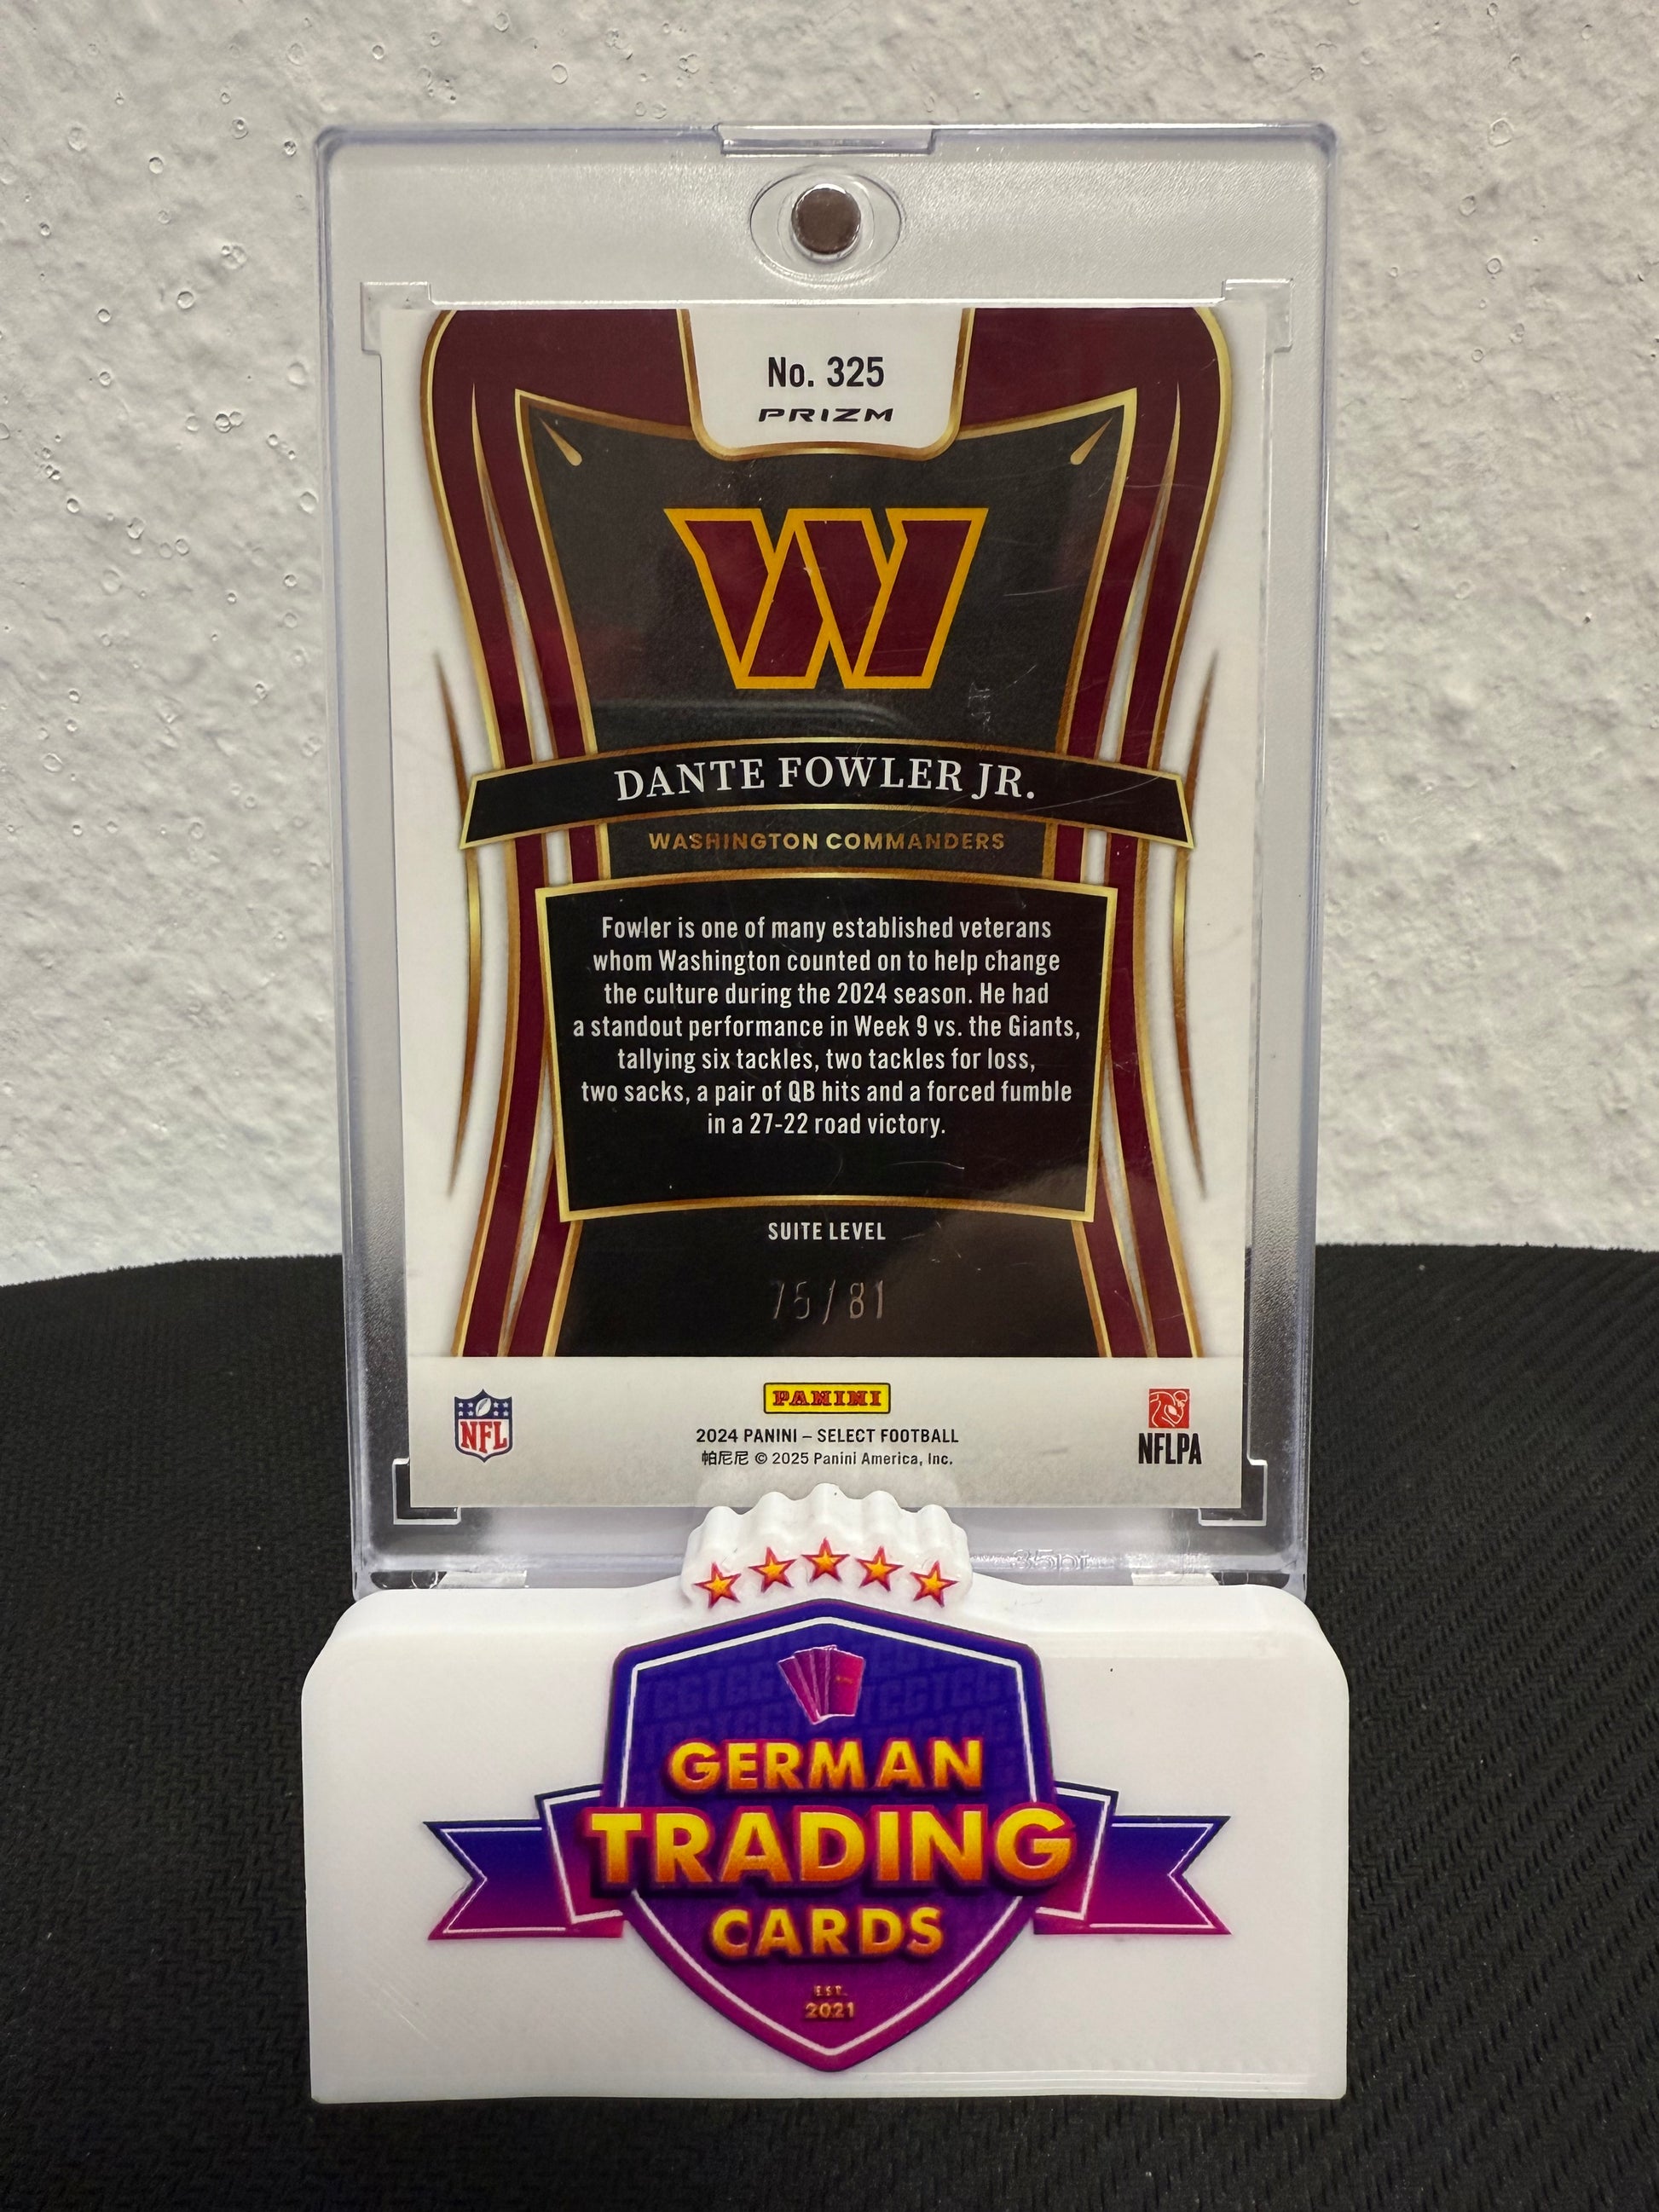 No. 325
PRIZM
W
DANTE FOWLER JR.
WASHINGTON COMMANDERS
Fowler is one of many established veterans
whom Washington counted on to help change
the culture during the 2024 season. He had
a standout performance in Week 9 vs. the Giants,
tallying six tackles, two tackles for loss,
two sacks, a pair of QB hits and a forced fumble
in a 27-22 road victory.
SUITE LEVEL
75/81
NFL
PANINI
2024 PANINI – SELECT FOOTBALL
帕尼尼 © 2025 Panini America, Inc.
NFLPA
35pt
GERMAN
TRADING
CARDS
EST.
2021